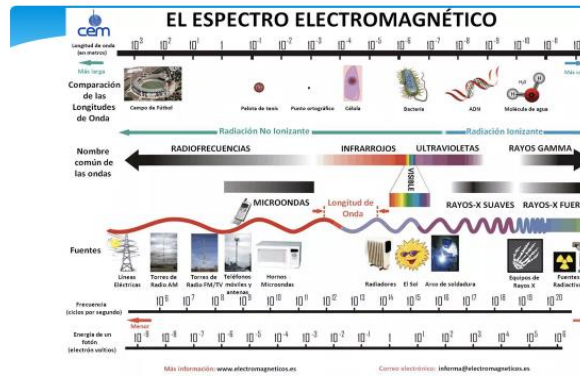 cem
EL ESPECTRO ELECTROMAGNÉTICO
Longitud de onda
(en metros)
10³ 10² 10¹ 1 10⁻¹ 10⁻² 10⁻³ 10⁻⁴ 10⁻⁵ 10⁻⁶ 10⁻⁷ 10⁻⁸ 10⁻⁹ 10⁻¹⁰
Más larga
Comparación
de las
Longitudes
de Onda
Campo de Fútbol
Pelota de tenis
Punto ortográfico
Célula
Bacteria
ADN
Molécula de agua
Radiación No Ionizante
Radiación Ionizante
Nombre
común de
las ondas
RADIOFRECUENCIAS
INFRARROJOS
VISIBLE
ULTRAVIOLETAS
RAYOS GAMMA
MICROONDAS
Longitud de
Onda
RAYOS-X SUAVES
RAYOS-X FUER
Fuentes
Líneas
Eléctricas
Torres de
Radio AM
Torres de
Radio FM/TV
Teléfonos
móviles y
antenas
Hornos
Microondas
Radiadores
El Sol
Arco de soldadura
Equipos de
Rayos X
Fuentes
Radiactiv
Frecuencia
(ciclos por segundo)
10⁶ 10⁷ 10⁸ 10⁹ 10¹⁰ 10¹¹ 10¹² 10¹³ 10¹⁴ 10¹⁵ 10¹⁶ 10¹⁷ 10¹⁸ 10¹⁹ 10²⁰
Menor
Energía de un
fotón
(electrón voltios)
10⁻⁹ 10⁻⁸ 10⁻⁷ 10⁻⁶ 10⁻⁵ 10⁻⁴ 10⁻³ 10⁻² 10⁻¹ 1 10¹ 10² 10³ 10⁴ 10⁵ 10⁶
Más información: www.electromagneticos.es
Correo electrónico: informa@electromagneticos.es